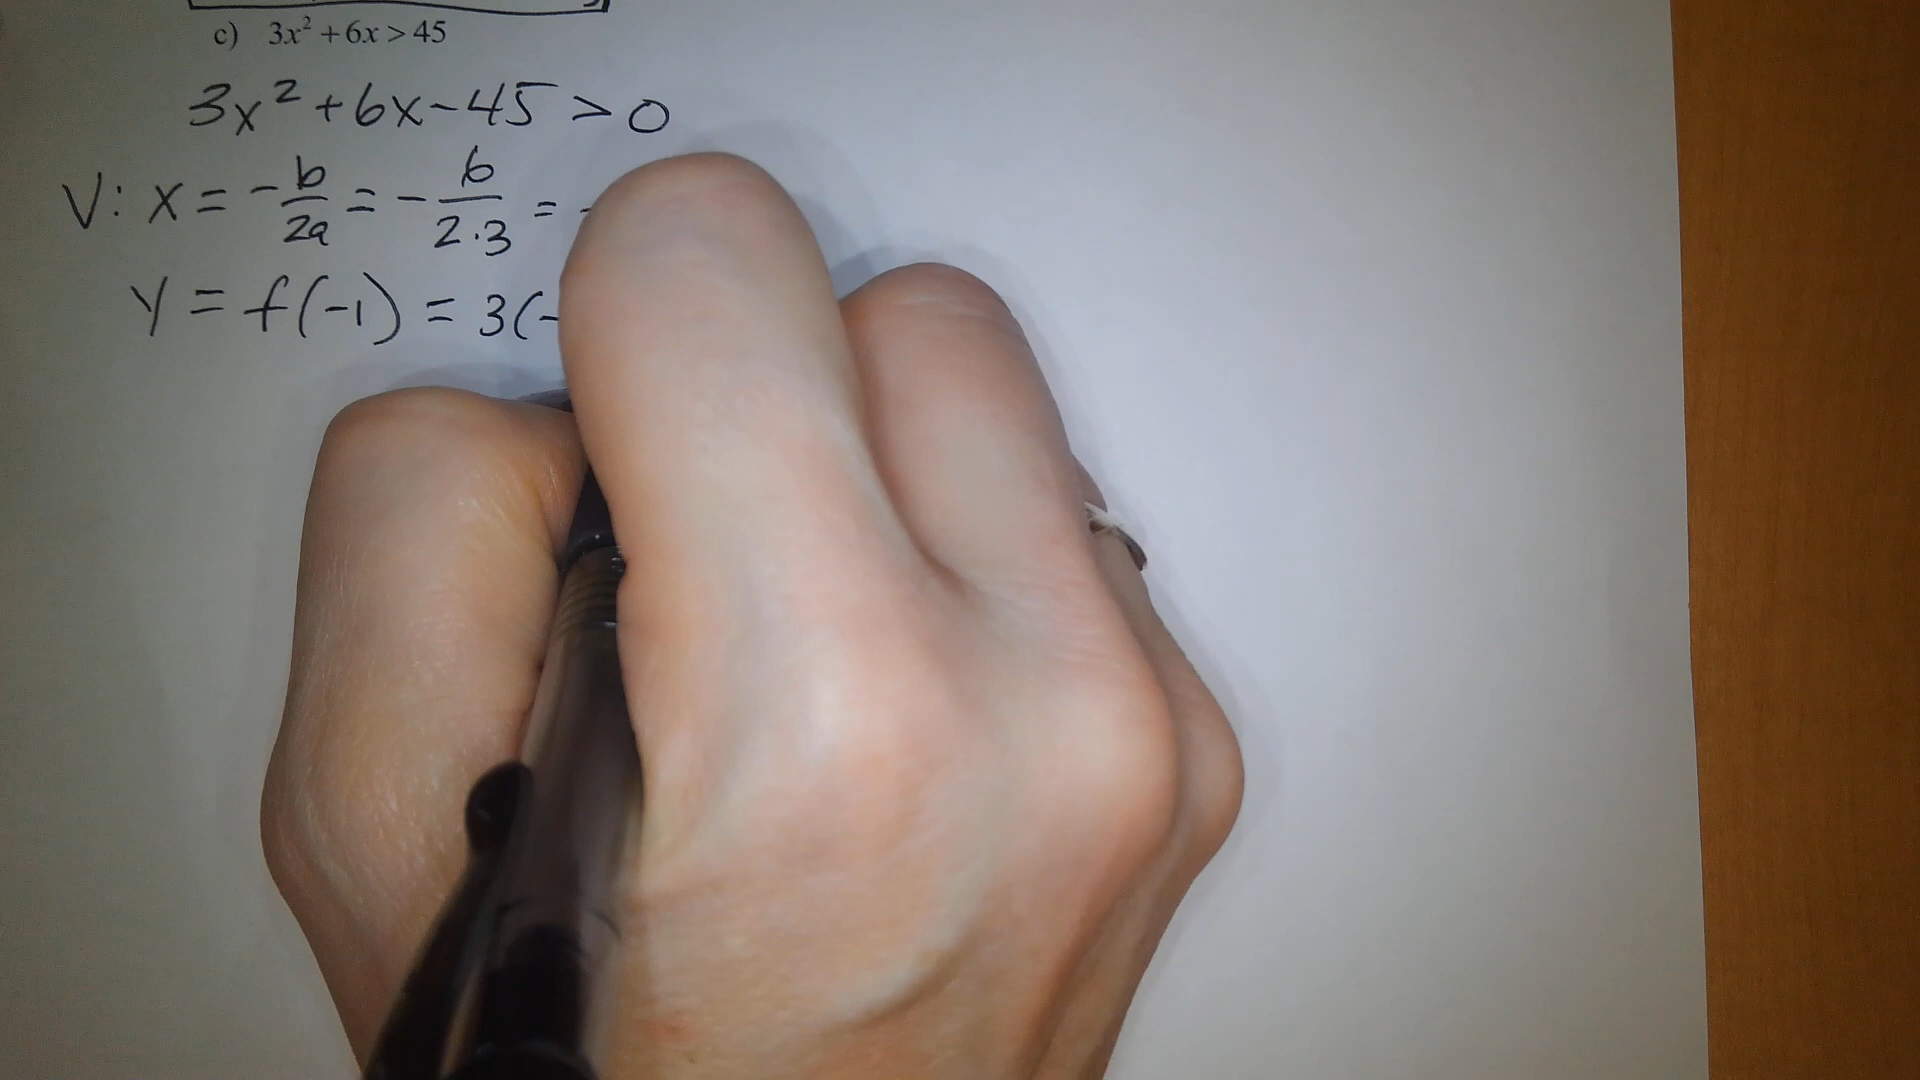 c) 3x² + 6x > 45
3x² + 6x - 45 > 0
V: x = -b/2a = -6/2·3 = -
y = f(-1) = 3(-